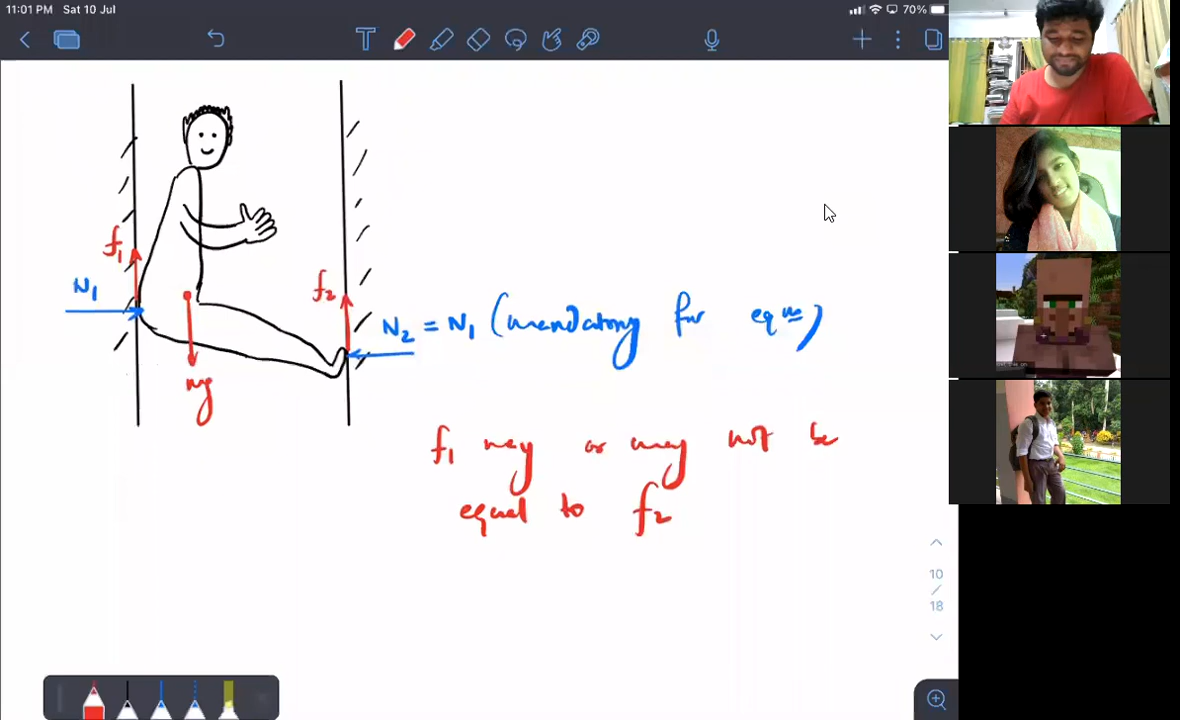 11:01 PM Sat 10 Jul
70%
T
f1
N1
f2
mg
N2 = N1 (mandatory for eqm)
f1 may or may not be
equal to f2
10
/
18